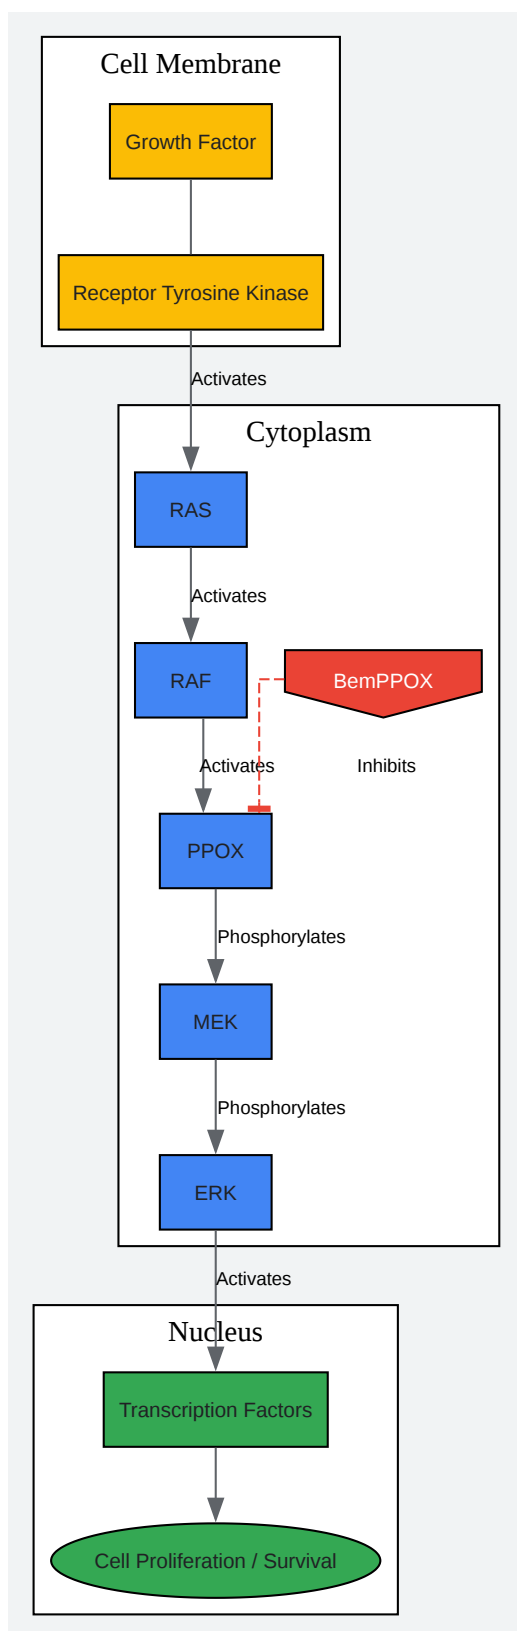 Cell Membrane
Growth Factor
Receptor Tyrosine Kinase
Activates
Cytoplasm
RAS
Activates
RAF
BemPPOX
Activates
Inhibits
PPOX
Phosphorylates
MEK
Phosphorylates
ERK
Activates
Nucleus
Transcription Factors
Cell Proliferation / Survival